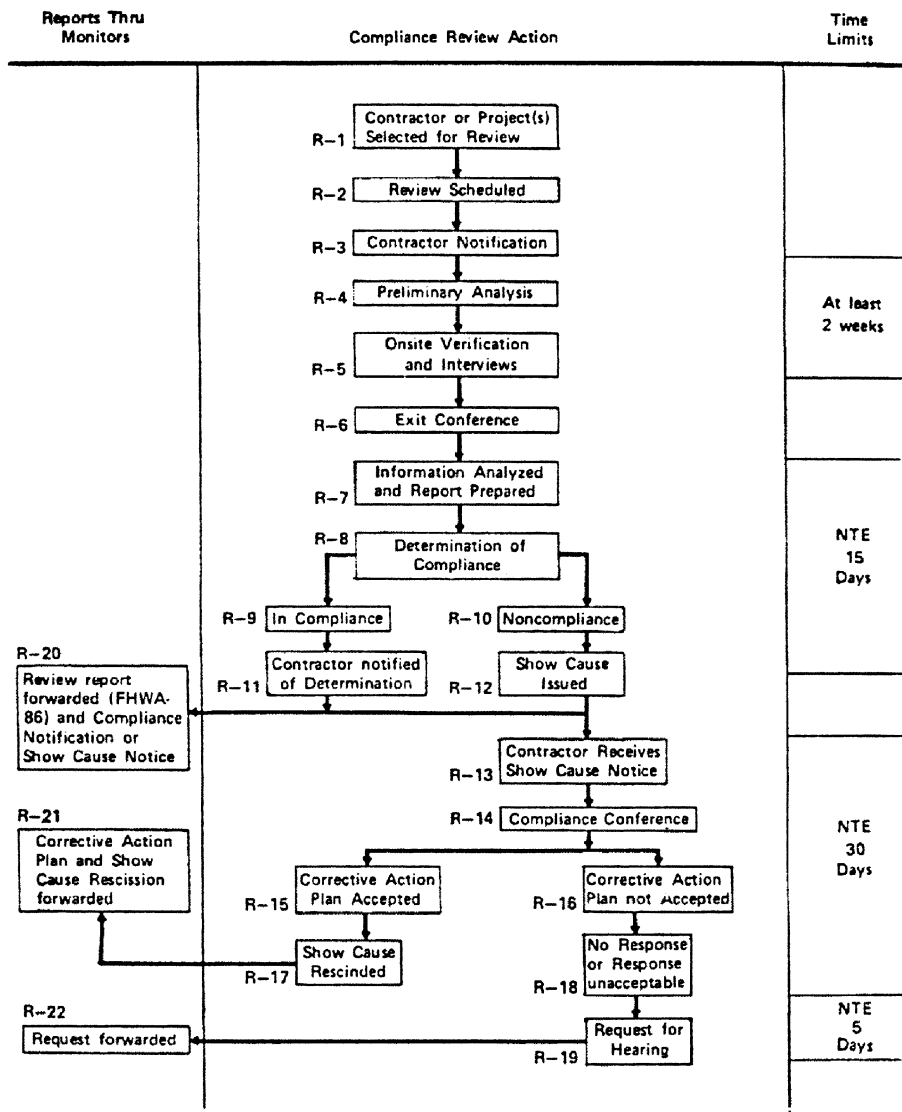 Reports Thru
Monitors
Compliance Review Action
Time
Limits
R-1
Contractor or Project(s)
Selected for Review
R-2
Review Scheduled
R-3
Contractor Notification
R-4
Preliminary Analysis
At least
2 weeks
R-5
Onsite Verification
and Interviews
R-6
Exit Conference
R-7
Information Analyzed
and Report Prepared
R-8
Determination of
Compliance
NTE
15
Days
R-9
In Compliance
R-10
Noncompliance
R-11
Contractor notified
of Determination
R-12
Show Cause
Issued
R-20
Review report
forwarded (FHWA-
86) and Compliance
Notification or
Show Cause Notice
R-13
Contractor Receives
Show Cause Notice
R-14
Compliance Conference
NTE
30
Days
R-21
Corrective Action
Plan and Show
Cause Rescission
forwarded
R-15
Corrective Action
Plan Accepted
R-16
Corrective Action
Plan not Accepted
R-17
Show Cause
Rescinded
R-18
No Response
or Response
unacceptable
R-22
Request forwarded
R-19
Request for
Hearing
NTE
5
Days